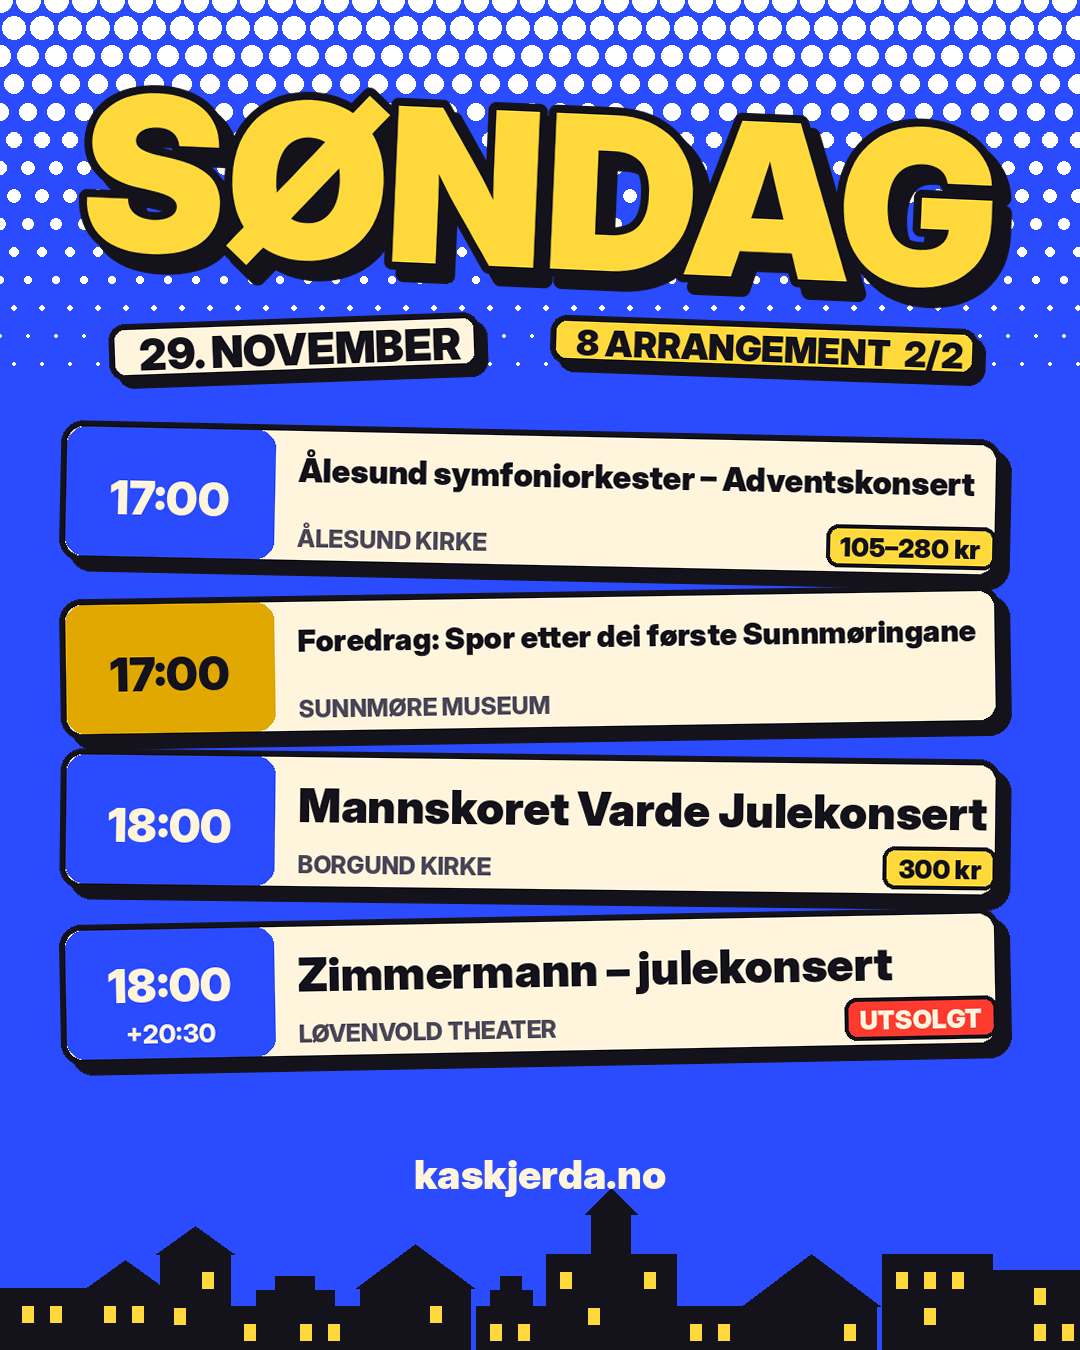 SØNDAG
29. NOVEMBER
8 ARRANGEMENT 2/2
17:00
Ålesund symfoniorkester – Adventskonsert
ÅLESUND KIRKE
105–280 kr
17:00
Foredrag: Spor etter dei første Sunnmøringane
SUNNMØRE MUSEUM
18:00
Mannskoret Varde Julekonsert
BORGUND KIRKE
300 kr
18:00
+20:30
Zimmermann – julekonsert
LØVENVOLD THEATER
UTSOLGT
kaskjerda.no